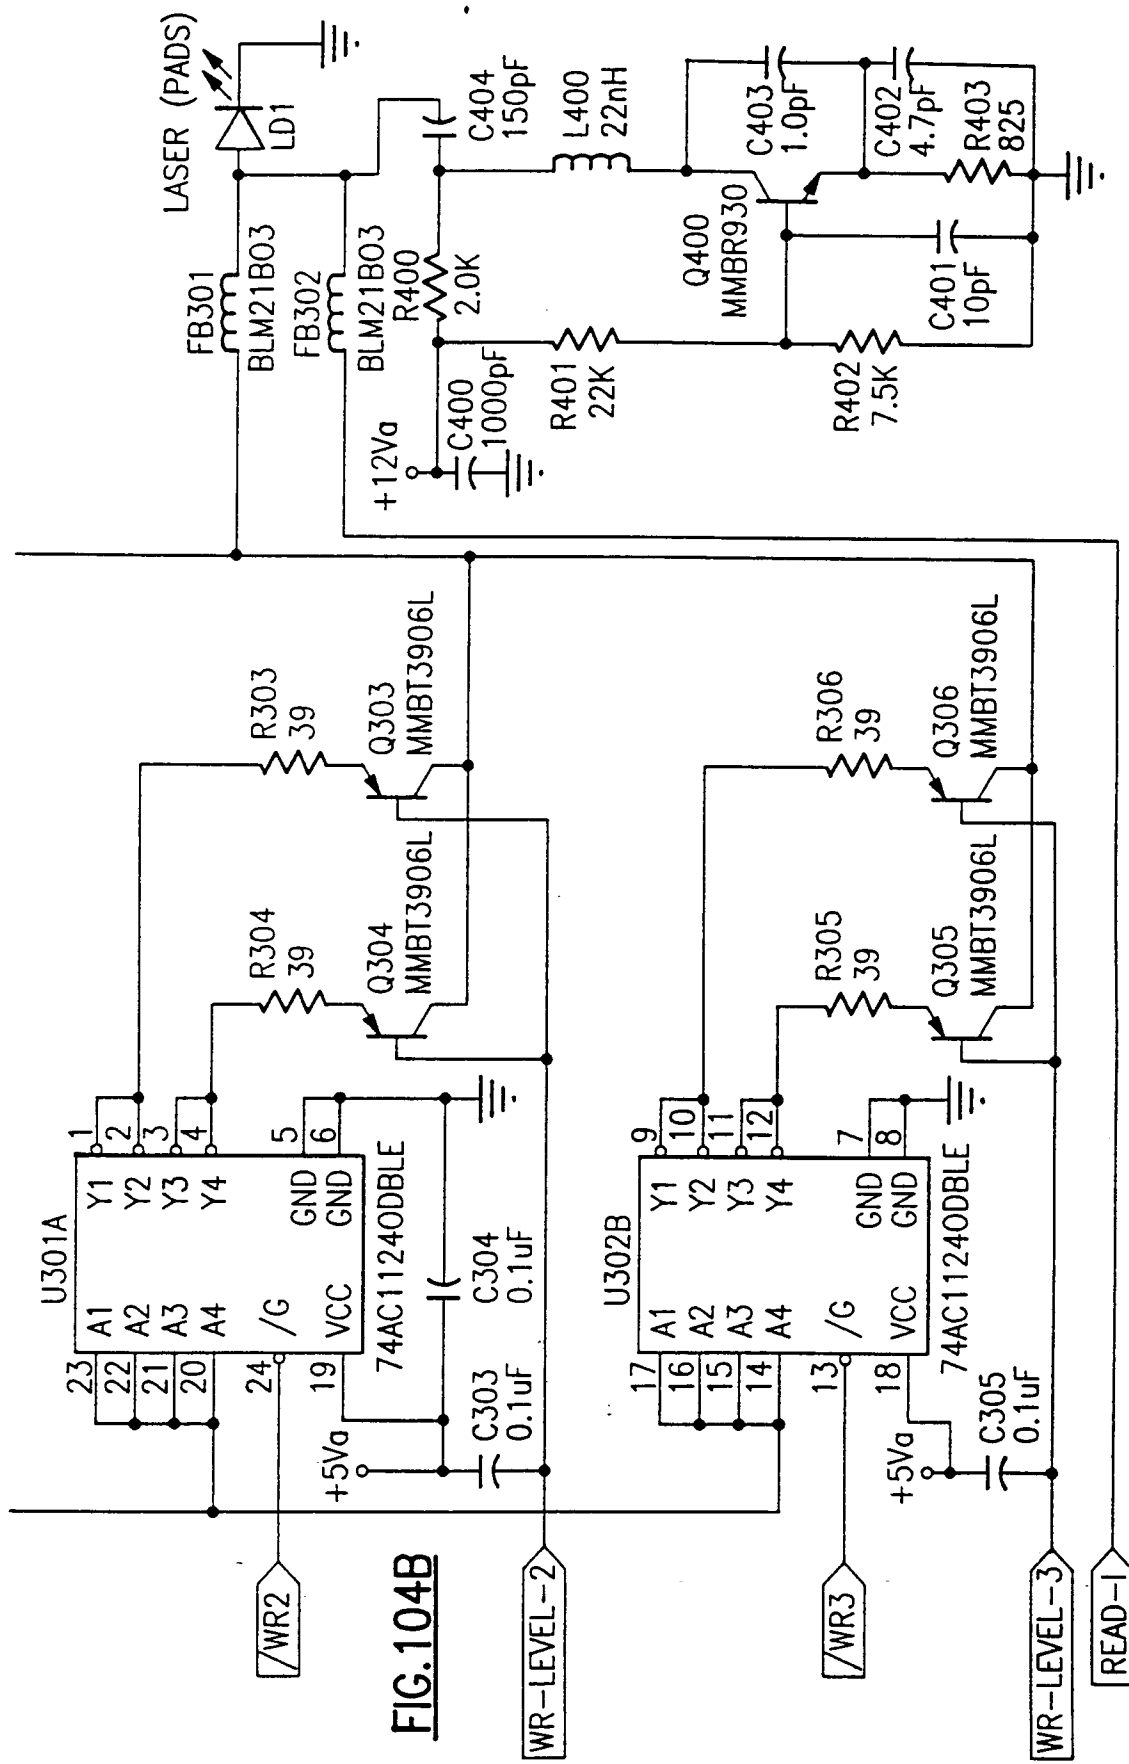 LASER (PADS)
LD1
FB301
BLM21B03
FB302
BLM21B03
R400
2.0K
C404
150pF
L400
22nH
+12Va
C400
1000pF
R401
22K
Q400
MMBR930
C403
1.0pF
C402
4.7pF
R403
825
C401
10pF
R402
7.5K
U301A
23 A1 Y1 1
22 A2 Y2 2
21 A3 Y3 3
20 A4 Y4 4
24 /G
GND 5
19 VCC GND 6
74AC11240DBLE
R303
39
Q303
MMBT3906L
R304
39
Q304
MMBT3906L
+5Va
C303
0.1uF
C304
0.1uF
/WR2
FIG.104B
WR-LEVEL-2
U302B
17 A1 Y1 9
16 A2 Y2 10
15 A3 Y3 11
14 A4 Y4 12
13 /G
GND 7
18 VCC GND 8
74AC11240DBLE
R306
39
Q306
MMBT3906L
R305
39
Q305
MMBT3906L
+5Va
C305
0.1uF
/WR3
WR-LEVEL-3
READ-I